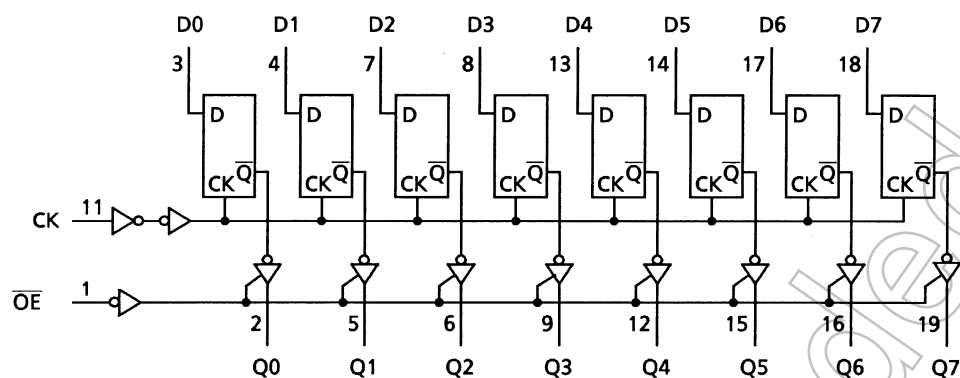 D0 D1 D2 D3 D4 D5 D6 D7
3 4 7 8 13 14 17 18
D D D D D D D D
CK Q̅ CK Q̅ CK Q̅ CK Q̅ CK Q̅ CK Q̅ CK Q̅ CK Q̅
CK 11
O̅E̅ 1
2 5 6 9 12 15 16 19
Q0 Q1 Q2 Q3 Q4 Q5 Q6 Q7